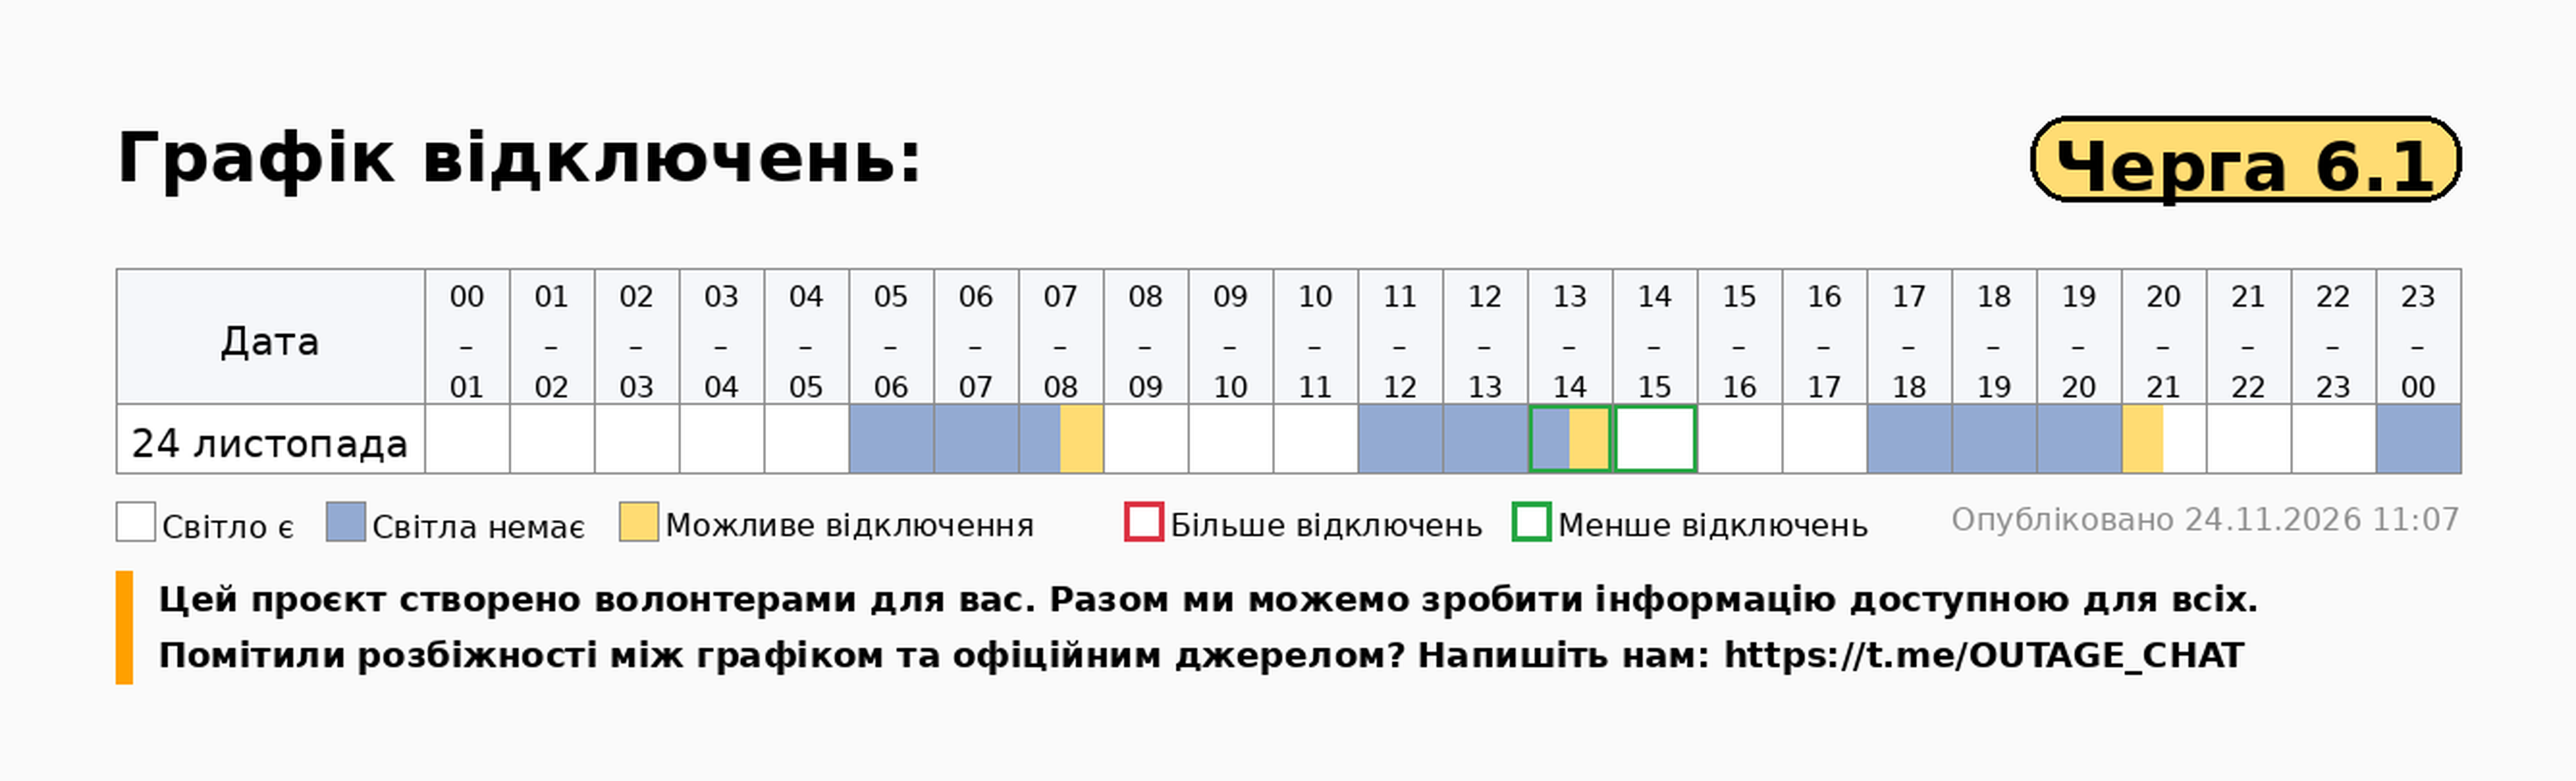 Графік відключень:
Черга 6.1
Дата
00 – 01
01 – 02
02 – 03
03 – 04
04 – 05
05 – 06
06 – 07
07 – 08
08 – 09
09 – 10
10 – 11
11 – 12
12 – 13
13 – 14
14 – 15
15 – 16
16 – 17
17 – 18
18 – 19
19 – 20
20 – 21
21 – 22
22 – 23
23 – 00
24 листопада
Світло є
Світла немає
Можливе відключення
Більше відключень
Менше відключень
Опубліковано 24.11.2026 11:07
Цей проєкт створено волонтерами для вас. Разом ми можемо зробити інформацію доступною для всіх.
Помітили розбіжності між графіком та офіційним джерелом? Напишіть нам: https://t.me/OUTAGE_CHAT